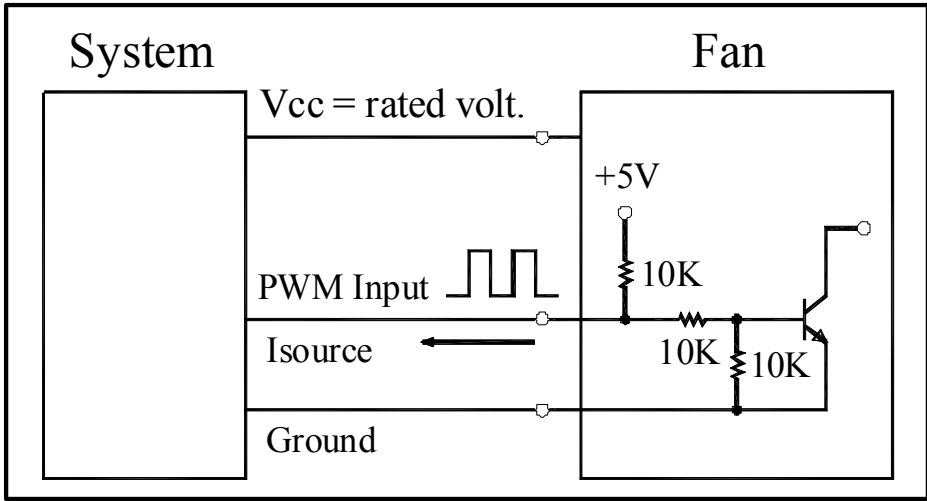 System
Fan
Vcc = rated volt.
+5V
10K
PWM Input
Isource
10K
10K
Ground